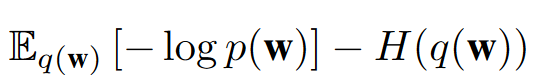 𝔼_{q(𝐰)} [− log p(𝐰)] − H(q(𝐰))